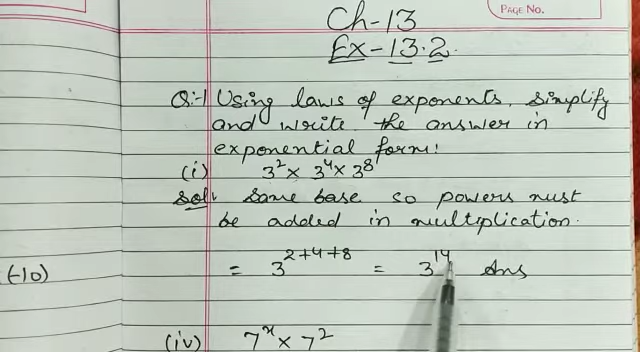 PAGE NO.
Ch-13
Ex-13.2
Q:-1 Using laws of exponents, simplify
and write the answer in
exponential form:
(i) 3² × 3⁴ × 3⁸
Sol: Same base so powers must
be added in multiplication.
(-10) = 3²⁺⁴⁺⁸ = 3¹⁴ Ans
(iv) 7ˣ × 7²